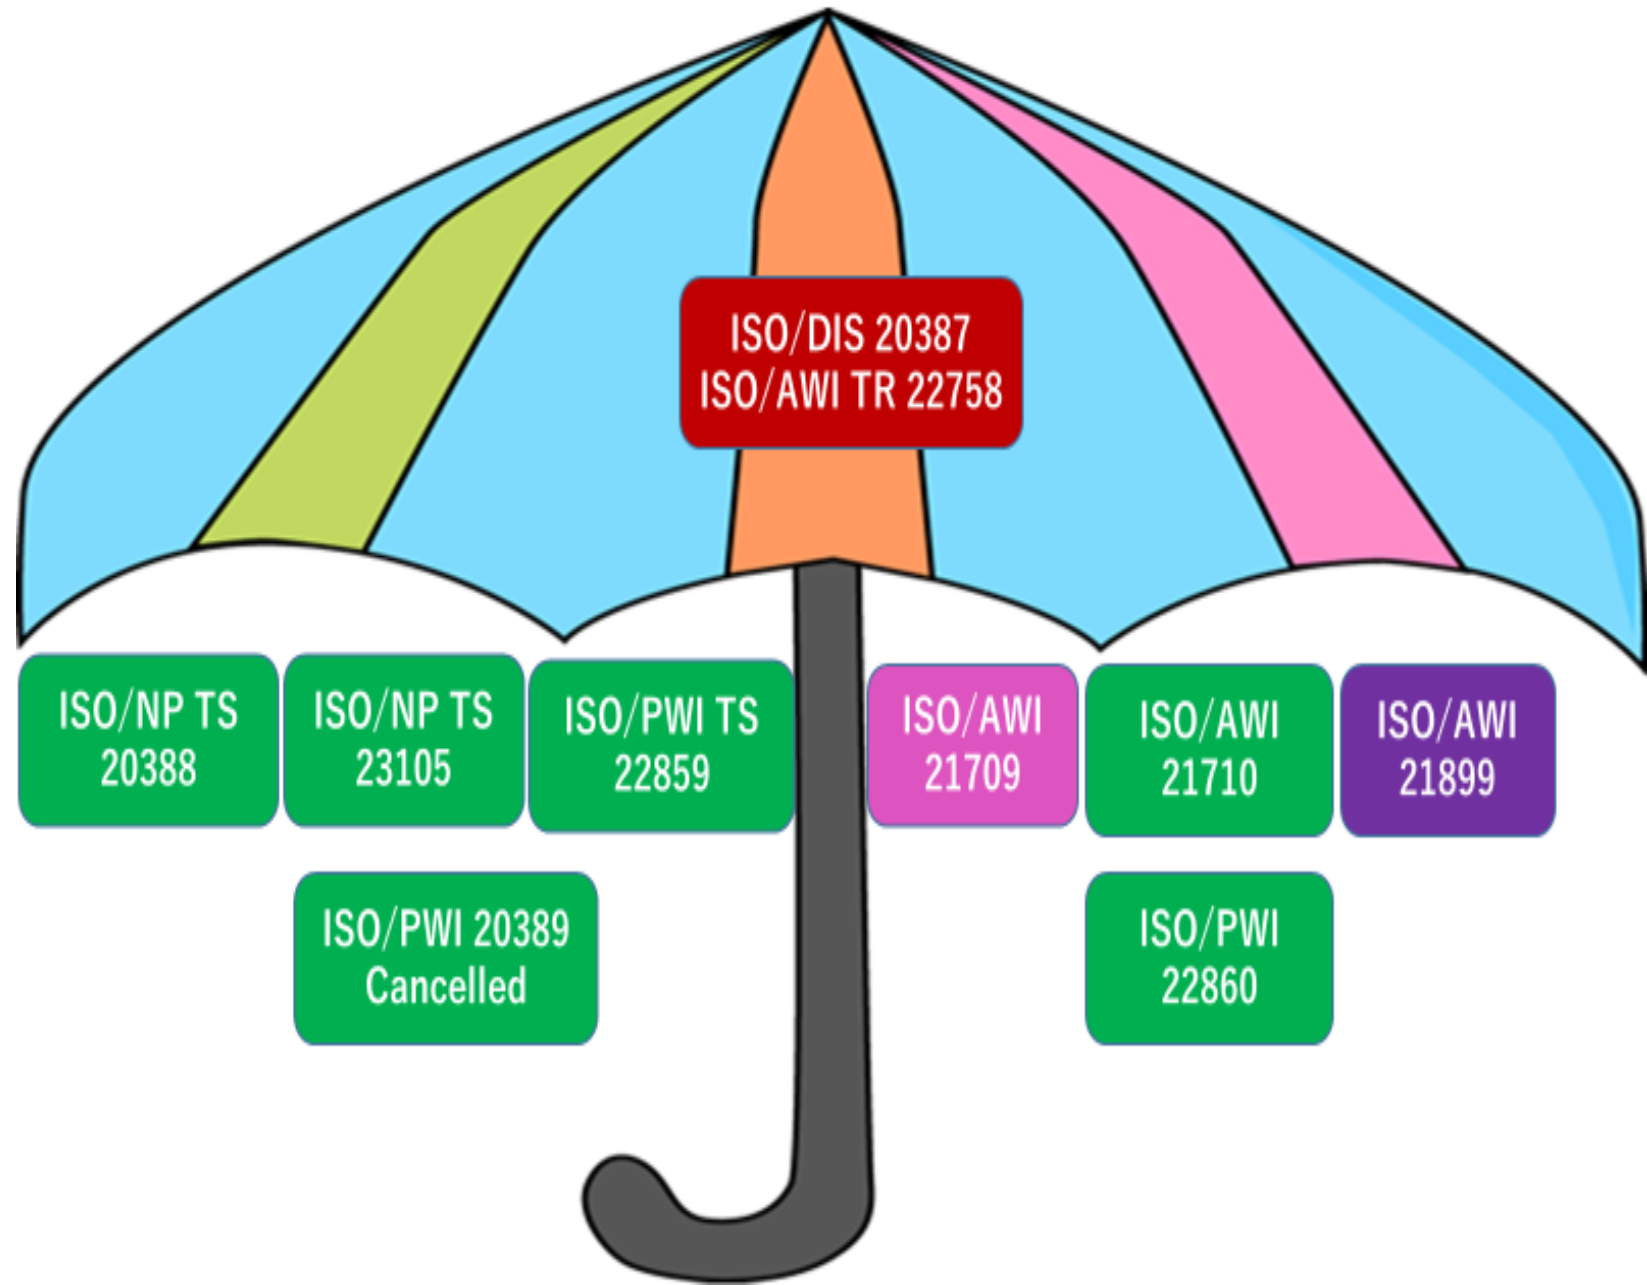 ISO/DIS 20387
ISO/AWI TR 22758
ISO/NP TS
20388
ISO/NP TS
23105
ISO/PWI TS
22859
ISO/AWI
21709
ISO/AWI
21710
ISO/AWI
21899
ISO/PWI 20389
Cancelled
ISO/PWI
22860